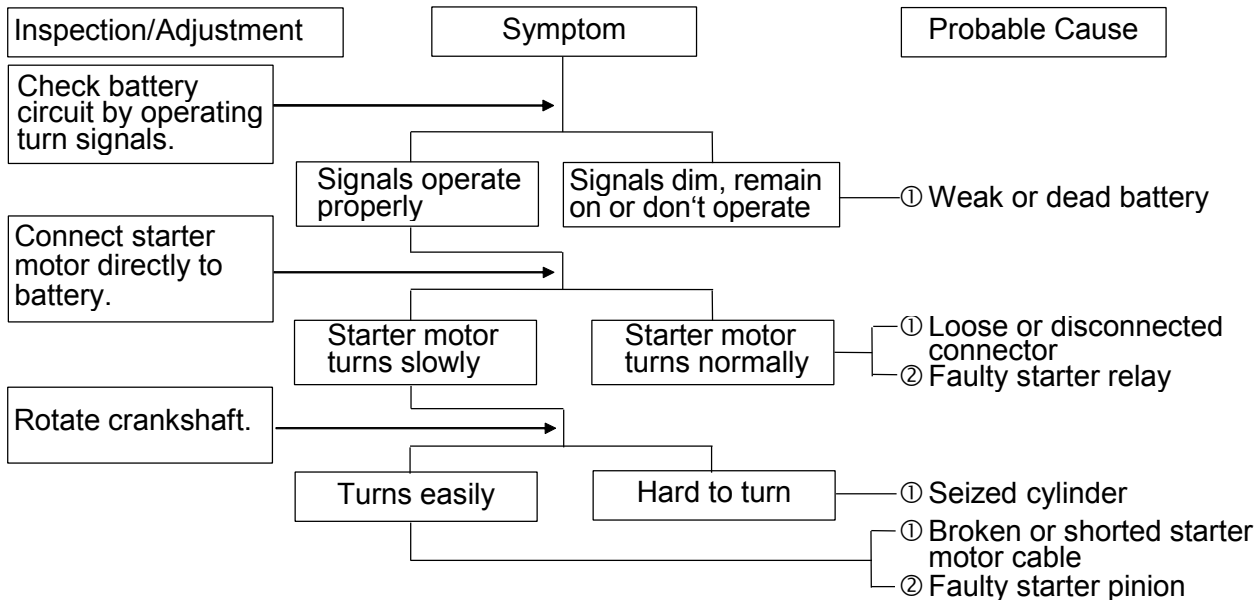 Inspection/Adjustment
Symptom
Probable Cause
Check battery
circuit by operating
turn signals.
Signals operate
properly
Signals dim, remain
on or don‘t operate
① Weak or dead battery
Connect starter
motor directly to
battery.
Starter motor
turns slowly
Starter motor
turns normally
① Loose or disconnected
connector
② Faulty starter relay
Rotate crankshaft.
Turns easily
Hard to turn
① Seized cylinder
① Broken or shorted starter
motor cable
② Faulty starter pinion